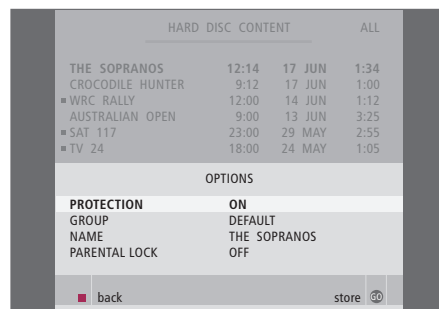 HARD DISC CONTENT ALL
THE SOPRANOS 12:14 17 JUN 1:34
CROCODILE HUNTER 9:12 17 JUN 1:00
WRC RALLY 12:00 14 JUN 1:12
AUSTRALIAN OPEN 9:00 13 JUN 3:25
SAT 117 23:00 29 MAY 2:55
TV 24 18:00 24 MAY 1:05
OPTIONS
PROTECTION ON
GROUP DEFAULT
NAME THE SOPRANOS
PARENTAL LOCK OFF
back store GO